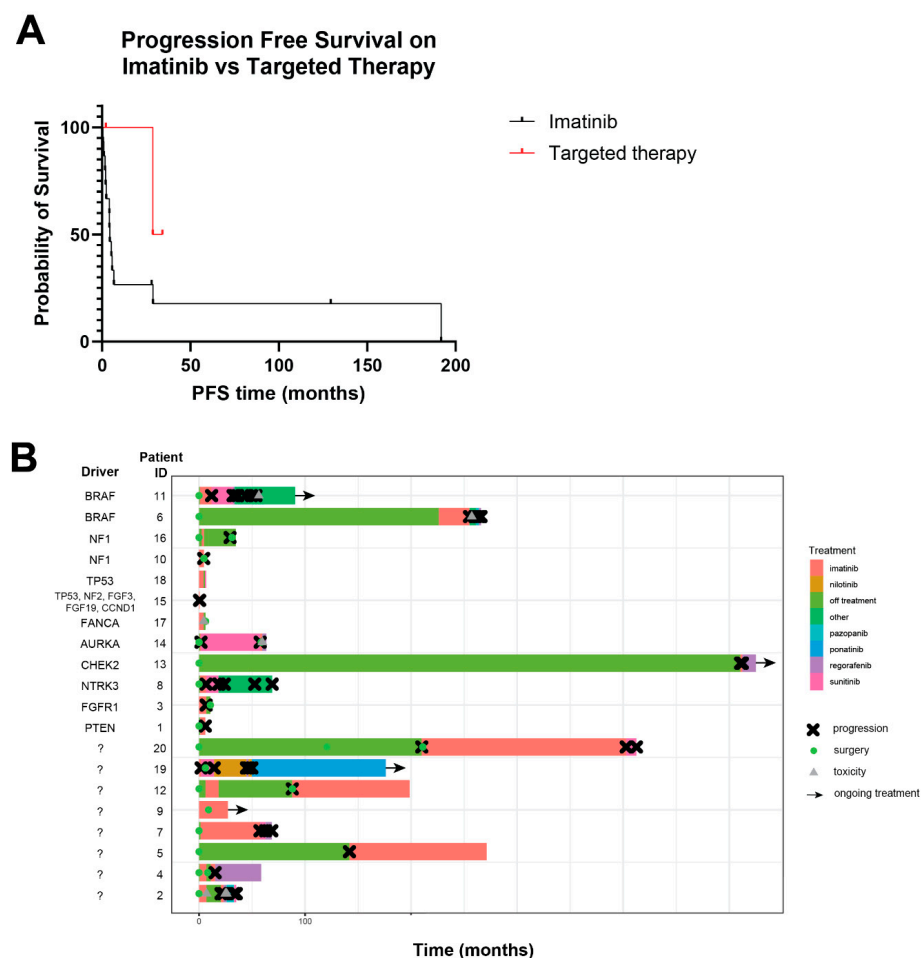 A
Progression Free Survival on
Imatinib vs Targeted Therapy
Probability of Survival
100
50
0
0 50 100 150 200
PFS time (months)
Imatinib
Targeted therapy
B
Driver Patient ID
BRAF 11
BRAF 6
NF1 16
NF1 10
TP53 18
TP53, NF2, FGF3,
FGF19, CCND1 15
FANCA 17
AURKA 14
CHEK2 13
NTRK3 8
FGFR1 3
PTEN 1
? 20
? 19
? 12
? 9
? 7
? 5
? 4
? 2
0 100
Time (months)
Treatment
imatinib
nilotinib
off treatment
other
pazopanib
ponatinib
regorafenib
sunitinib
progression
surgery
toxicity
ongoing treatment